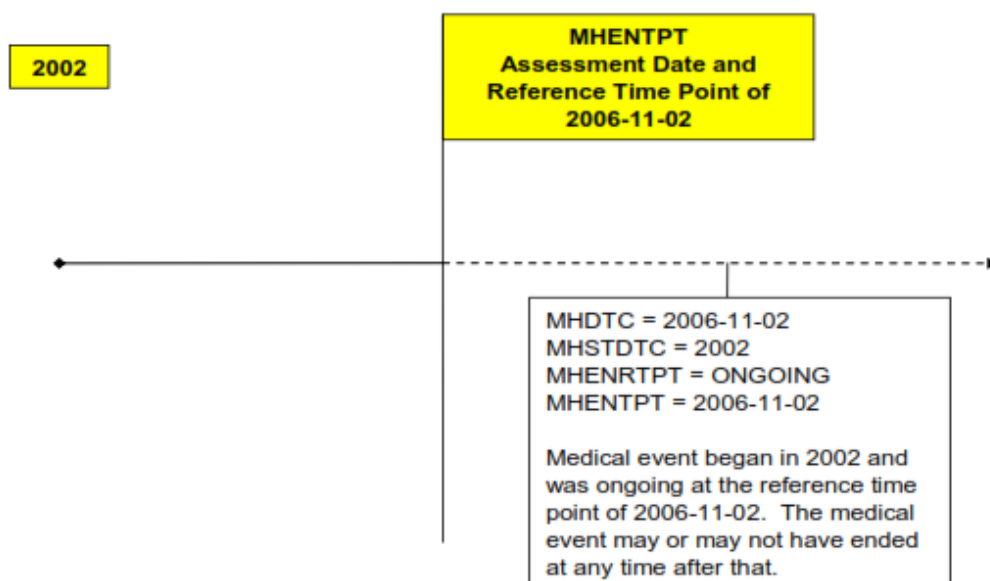 2002
MHENTPT
Assessment Date and
Reference Time Point of
2006-11-02
MHDTC = 2006-11-02
MHSTDTC = 2002
MHENRTPT = ONGOING
MHENTPT = 2006-11-02
Medical event began in 2002 and
was ongoing at the reference time
point of 2006-11-02.  The medical
event may or may not have ended
at any time after that.